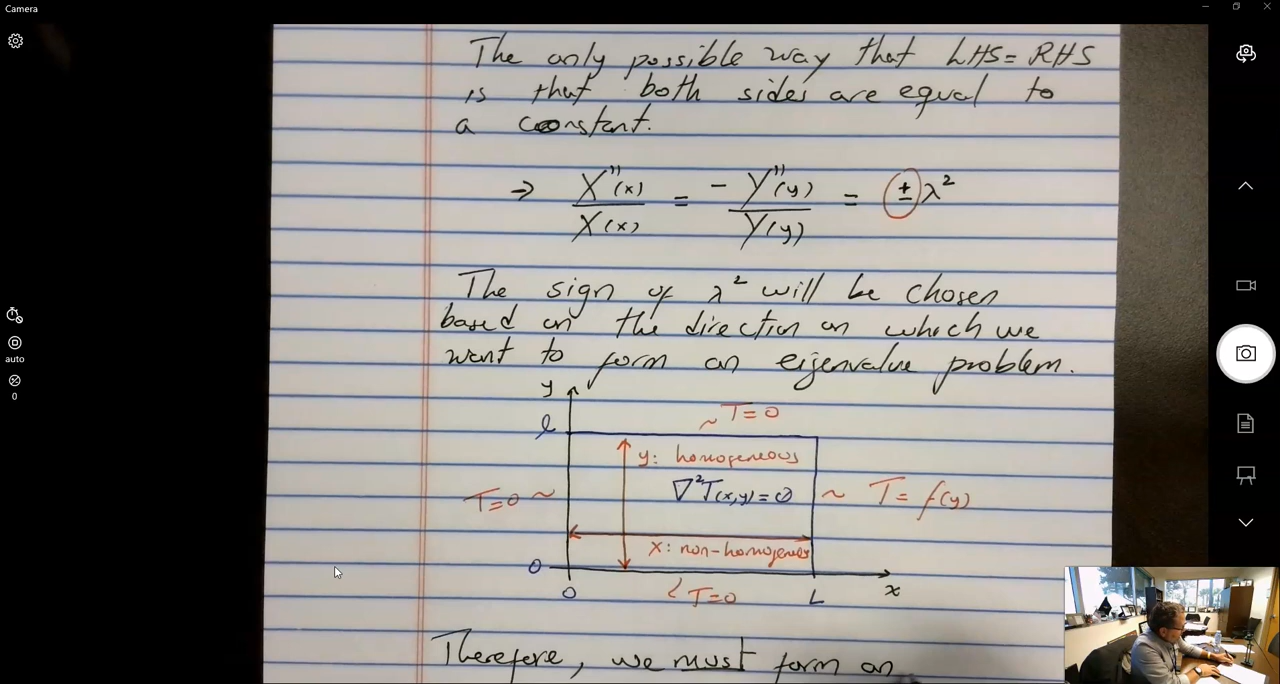 Camera
The only possible way that LHS = RHS
is that both sides are equal to
a constant.
⇒ X''(x) / X(x) = - Y''(y) / Y(y) = ± λ²
The sign of λ² will be chosen
based on the direction on which we
want to form an eigenvalue problem.
y
l
~ T=0
y: homogeneous
T=0 ~
∇²T(x,y)=0
~ T= f(y)
auto
0
x: non-homogeneous
0
0
T=0
L
x
Therefore, we must form an